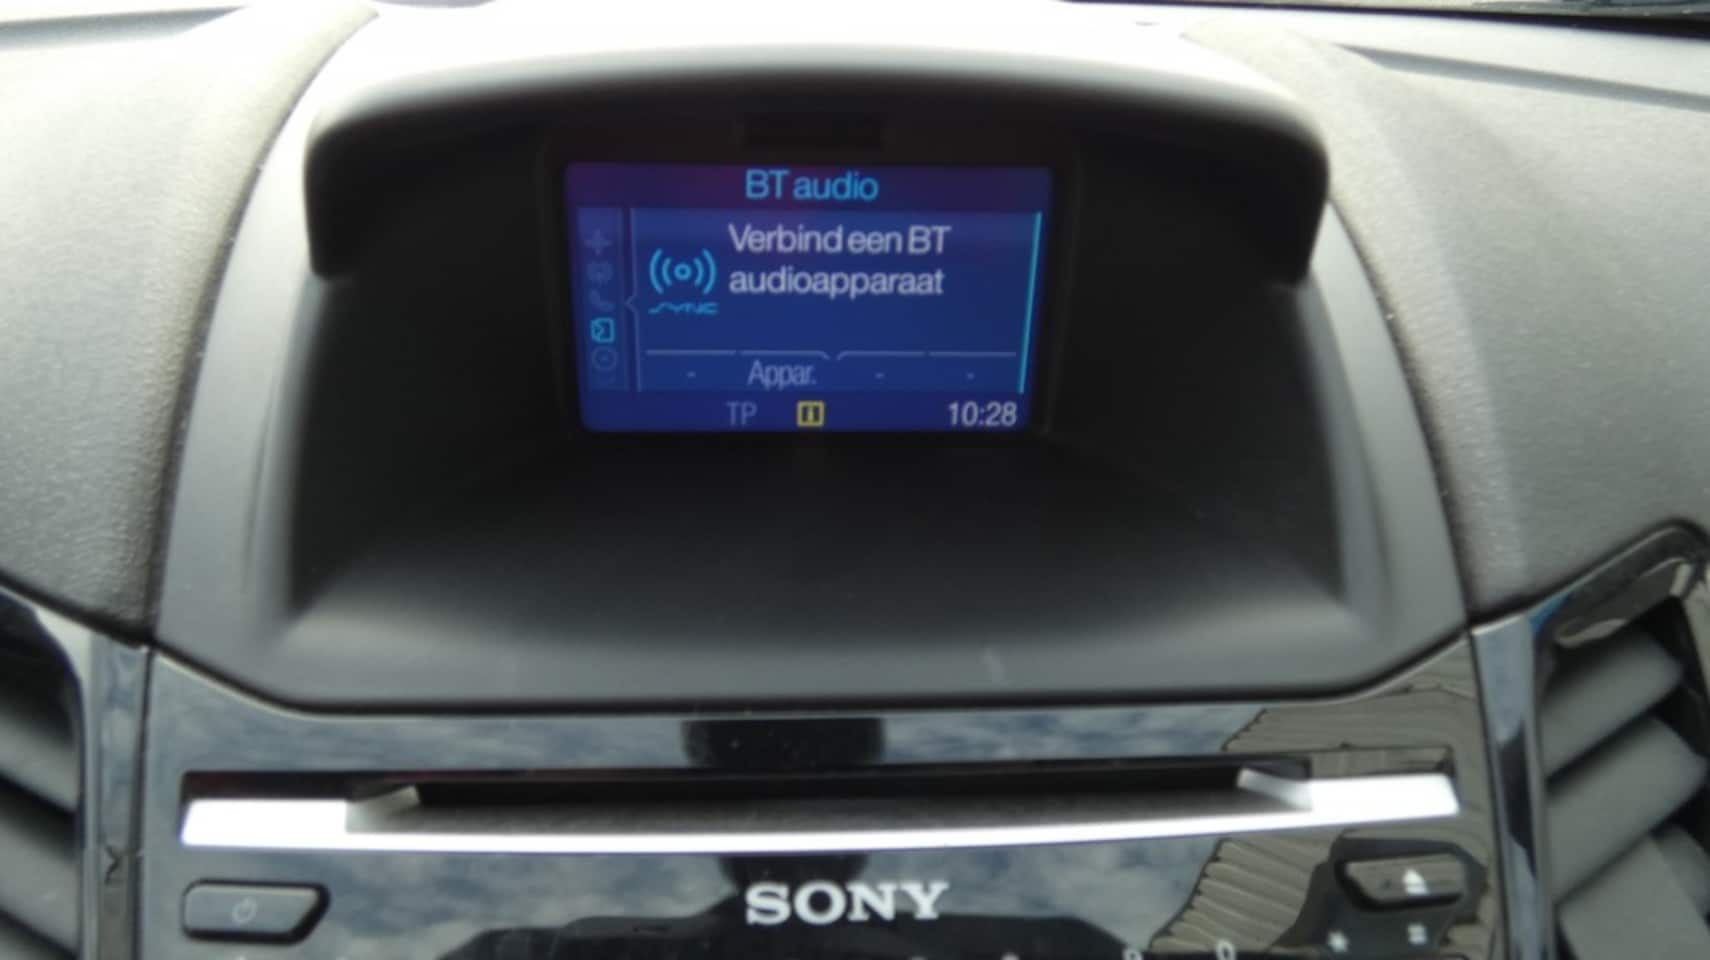 BT audio
Verbind een BT
audioapparaat
SYNC
- Appar. - -
TP 10:28
SONY